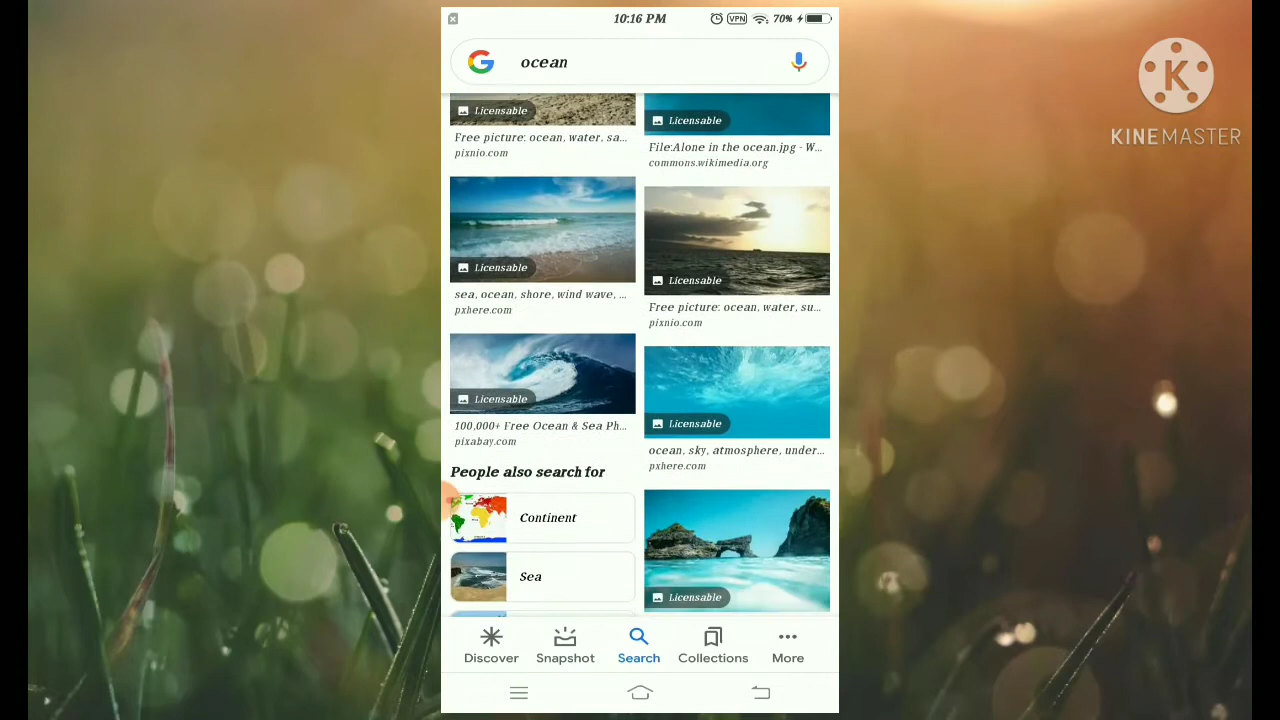 10:16 PM
VPN
70%
ocean
Licensable
Free picture: ocean, water, sa...
pixnio.com
Licensable
File:Alone in the ocean.jpg - W...
commons.wikimedia.org
Licensable
sea, ocean, shore, wind wave, ...
pxhere.com
Licensable
Free picture: ocean, water, su...
pixnio.com
Licensable
100,000+ Free Ocean & Sea Ph...
pixabay.com
Licensable
ocean, sky, atmosphere, under...
pxhere.com
People also search for
Continent
Sea
Licensable
Discover
Snapshot
Search
Collections
More
K
KINEMASTER